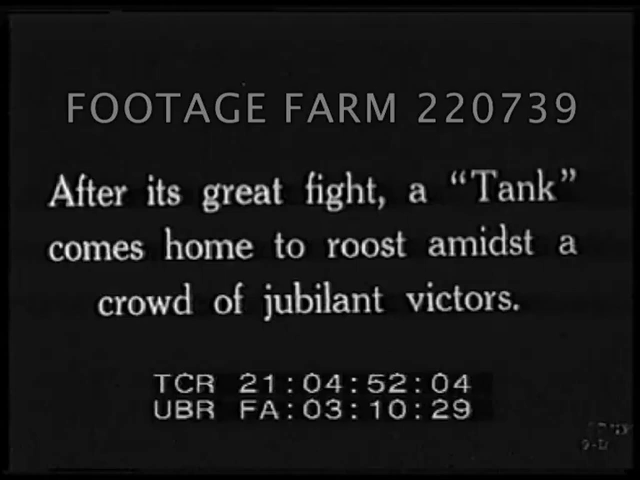 FOOTAGE FARM 220739
After its great fight, a “Tank”
comes home to roost amidst a
crowd of jubilant victors.
TCR 21:04:52:04
UBR FA:03:10:29